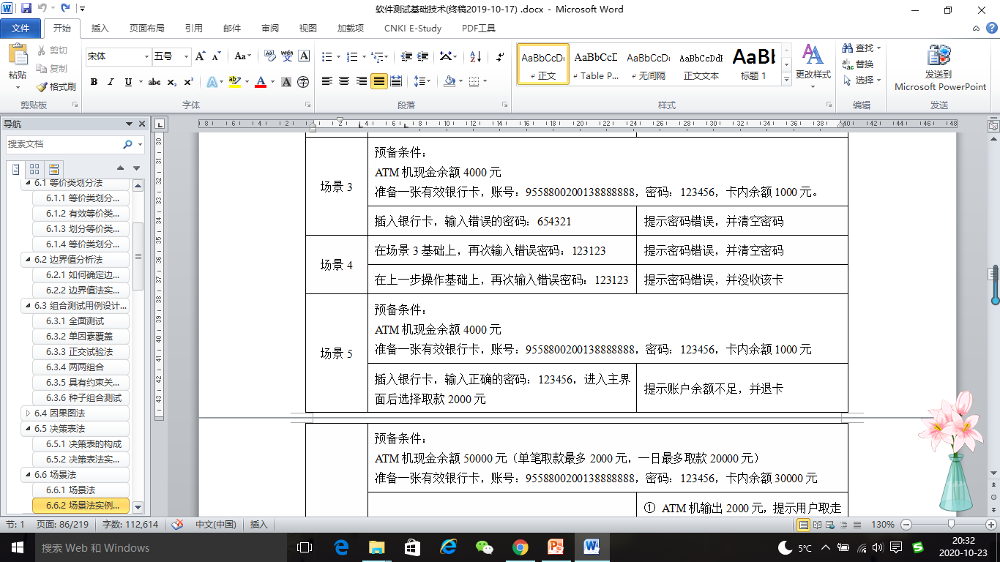 软件测试基础技术(终稿2019-10-17) .docx - Microsoft Word
文件 开始 插入 页面布局 引用 邮件 审阅 视图 加载项 CNKI E-Study PDF工具
粘贴 剪切 复制 格式刷
宋体 五号
AaBbCcDc AaBbCcD AaBbCcDc AaBbCcDdE AaBb
正文 Table P... 无间隔 正文文本 标题 1
更改样式
查找 替换 选择
发送到
Microsoft PowerPoint
剪贴板 字体 段落 样式 编辑 发送
导航
搜索文档
6.1 等价类划分法
6.1.1 等价类划分...
6.1.2 有效等价类...
6.1.3 划分等价类...
6.1.4 等价类划分...
6.2 边界值分析法
6.2.1 如何确定边...
6.2.2 边界值法实...
6.3 组合测试用例设计...
6.3.1 全面测试
6.3.2 单因素覆盖
6.3.3 正交试验法
6.3.4 两两组合
6.3.5 具有约束关...
6.3.6 种子组合测试
6.4 因果图法
6.5 决策表法
6.5.1 决策表的构成
6.5.2 决策表法实...
6.6 场景法
6.6.1 场景法
6.6.2 场景法实例...
场景 3
预备条件：
ATM 机现金余额 4000 元
准备一张有效银行卡，账号：9558800200138888888，密码：123456，卡内余额 1000 元。
插入银行卡，输入错误的密码：654321
提示密码错误，并清空密码
场景 4
在场景 3 基础上，再次输入错误密码：123123
提示密码错误，并清空密码
在上一步操作基础上，再次输入错误密码：123123
提示密码错误，并没收该卡
场景 5
预备条件：
ATM 机现金余额 4000 元
准备一张有效银行卡，账号：9558800200138888888，密码：123456，卡内余额 1000 元
插入银行卡，输入正确的密码：123456，进入主界
面后选择取款 2000 元
提示账户余额不足，并退卡
预备条件：
ATM 机现金余额 50000 元（单笔取款最多 2000 元，一日最多取款 20000 元）
准备一张有效银行卡，账号：9558800200138888888，密码：123456，卡内余额 30000 元
① ATM 机输出 2000 元，提示用户取走
节: 1 页面: 86/219 字数: 112,614 中文(中国) 插入 130%
搜索 Web 和 Windows
5℃
20:32
2020-10-23